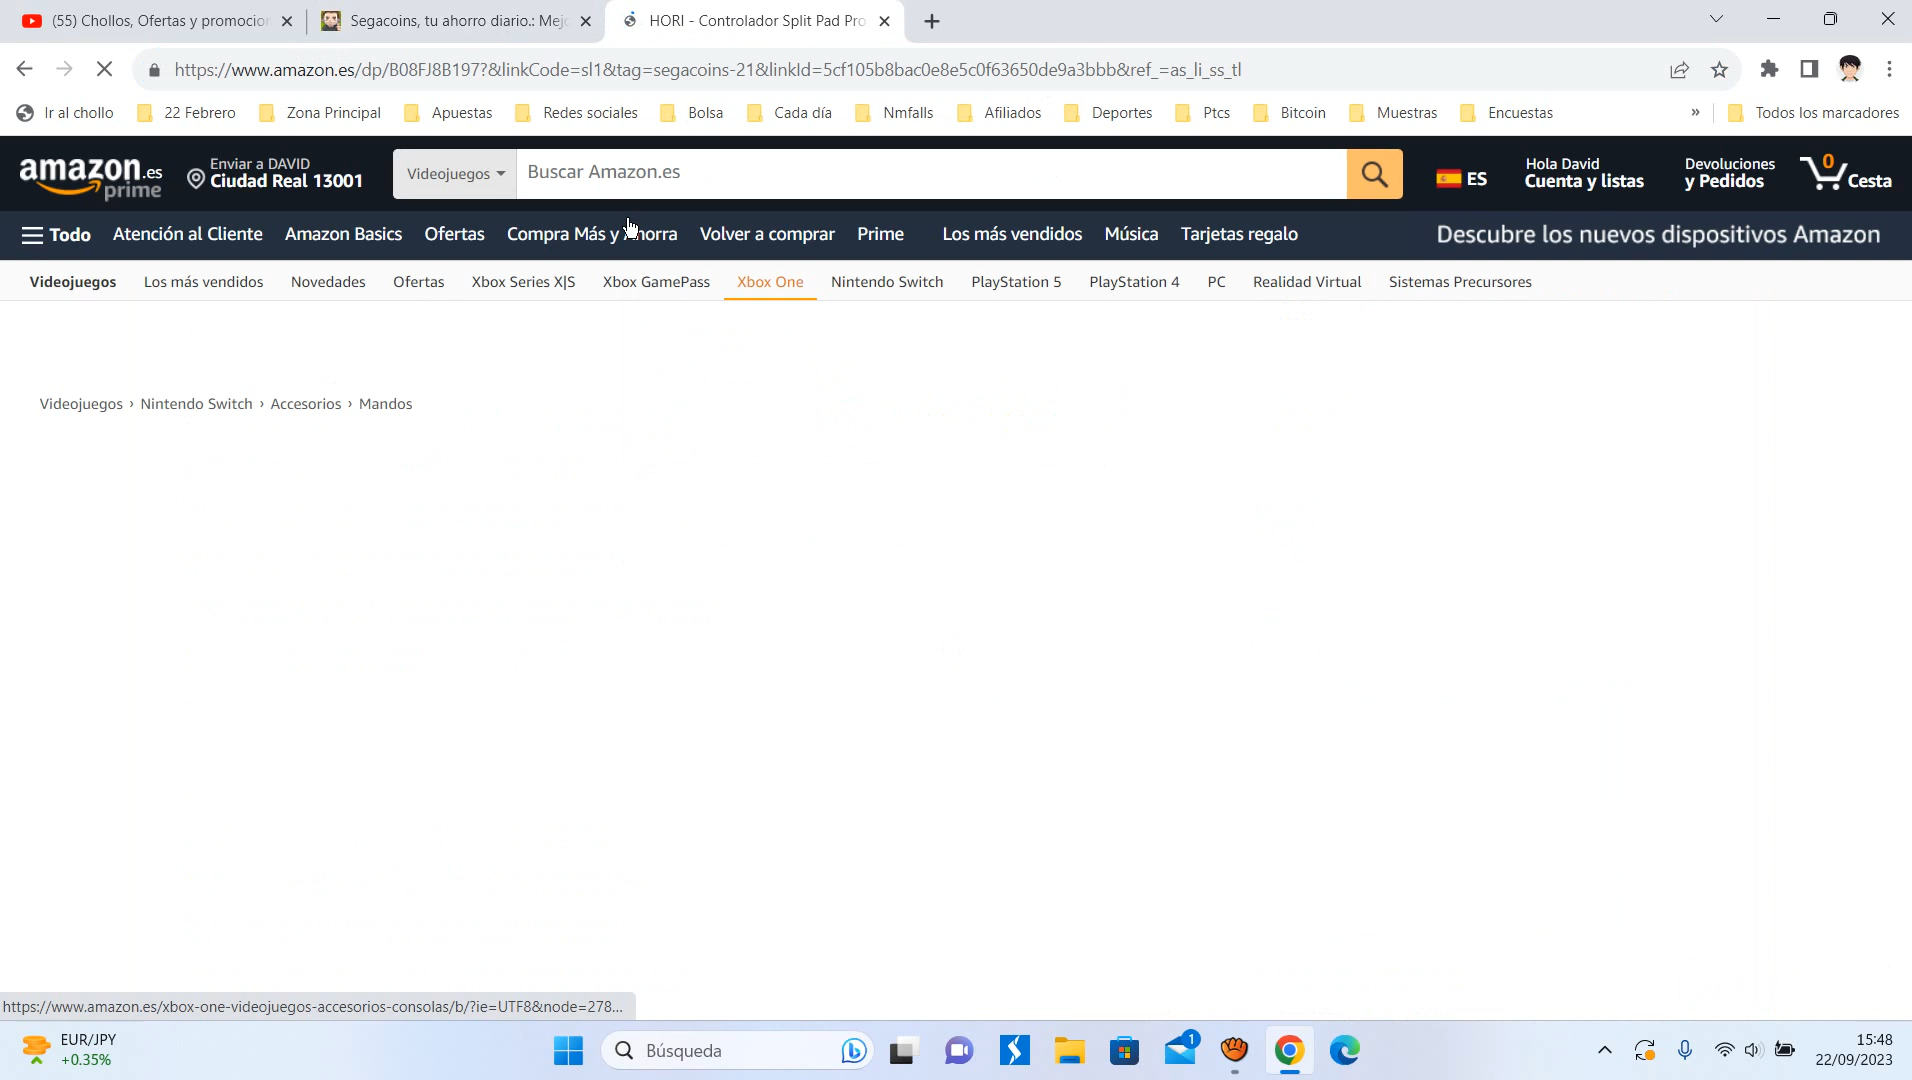 (55) Chollos, Ofertas y promocion
Segacoins, tu ahorro diario.: Mejo
HORI - Controlador Split Pad Pro
https://www.amazon.es/dp/B08FJ8B197?&linkCode=sl1&tag=segacoins-21&linkId=5cf105b8bac0e8e5c0f63650de9a3bbb&ref_=as_li_ss_tl
Ir al chollo
22 Febrero
Zona Principal
Apuestas
Redes sociales
Bolsa
Cada día
Nmfalls
Afiliados
Deportes
Ptcs
Bitcoin
Muestras
Encuestas
»
Todos los marcadores
amazon.es
prime
Enviar a DAVID
Ciudad Real 13001
Videojuegos
Buscar Amazon.es
ES
Hola David
Cuenta y listas
Devoluciones
y Pedidos
0
Cesta
Todo
Atención al Cliente
Amazon Basics
Ofertas
Compra Más y Ahorra
Volver a comprar
Prime
Los más vendidos
Música
Tarjetas regalo
Descubre los nuevos dispositivos Amazon
Videojuegos
Los más vendidos
Novedades
Ofertas
Xbox Series X|S
Xbox GamePass
Xbox One
Nintendo Switch
PlayStation 5
PlayStation 4
PC
Realidad Virtual
Sistemas Precursores
Videojuegos › Nintendo Switch › Accesorios › Mandos
https://www.amazon.es/xbox-one-videojuegos-accesorios-consolas/b/?ie=UTF8&node=278...
EUR/JPY
+0.35%
Búsqueda
1
15:48
22/09/2023